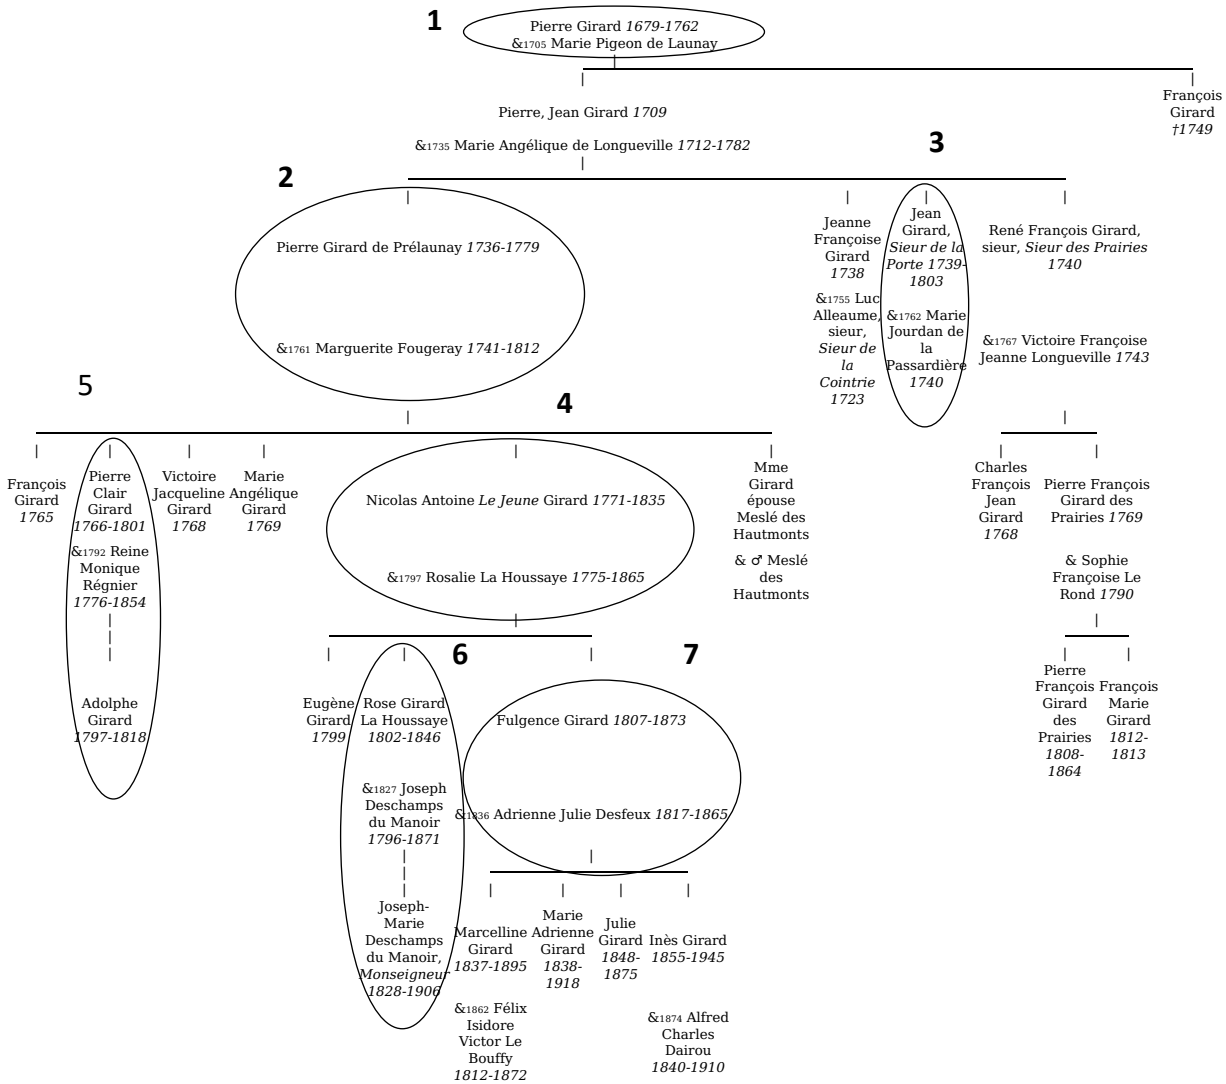 1
Pierre Girard 1679-1762
&1705 Marie Pigeon de Launay
Pierre, Jean Girard 1709
&1735 Marie Angélique de Longueville 1712-1782
François
Girard
†1749
2
3
Pierre Girard de Prélaunay 1736-1779
&1761 Marguerite Fougeray 1741-1812
Jeanne
Françoise
Girard
1738
&1755 Luc
Alleaume,
sieur,
Sieur de
la
Cointrie
1723
Jean
Girard,
Sieur de la
Porte 1739-
1803
&1762 Marie
Jourdan de
la
Passardière
1740
René François Girard,
sieur, Sieur des Prairies
1740
&1767 Victoire Françoise
Jeanne Longueville 1743
5
4
François
Girard
1765
Pierre
Clair
Girard
1766-1801
&1792 Reine
Monique
Régnier
1776-1854
Adolphe
Girard
1797-1818
Victoire
Jacqueline
Girard
1768
Marie
Angélique
Girard
1769
Nicolas Antoine Le Jeune Girard 1771-1835
&1797 Rosalie La Houssaye 1775-1865
Mme
Girard
épouse
Meslé des
Hautmonts
& ♂ Meslé
des
Hautmonts
Charles
François
Jean
Girard
1768
Pierre François
Girard des
Prairies 1769
& Sophie
Françoise Le
Rond 1790
Pierre
François
Girard
des
Prairies
1808-
1864
François
Marie
Girard
1812-
1813
6
7
Eugène
Girard
1799
Rose Girard
La Houssaye
1802-1846
&1827 Joseph
Deschamps
du Manoir
1796-1871
Joseph-
Marie
Deschamps
du Manoir,
Monseigneur
1828-1906
Fulgence Girard 1807-1873
&1836 Adrienne Julie Desfeux 1817-1865
Marcelline
Girard
1837-1895
&1862 Félix
Isidore
Victor Le
Bouffy
1812-1872
Marie
Adrienne
Girard
1838-
1918
Julie
Girard
1848-
1875
Inès Girard
1855-1945
&1874 Alfred
Charles
Dairou
1840-1910